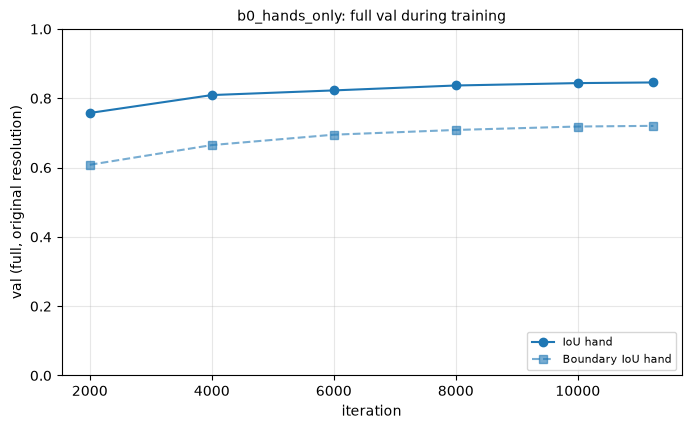 b0_hands_only: full val during training
val (full, original resolution)
1.0
0.8
0.6
0.4
0.2
0.0
2000
4000
6000
8000
10000
iteration
IoU hand
Boundary IoU hand